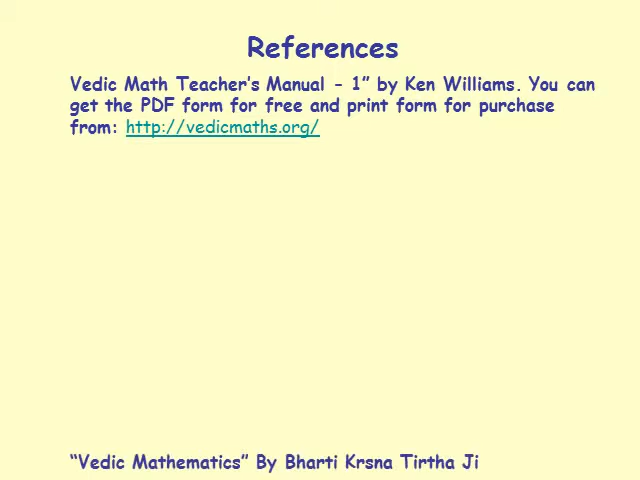 References
Vedic Math Teacher’s Manual - 1” by Ken Williams. You can
get the PDF form for free and print form for purchase
from: http://vedicmaths.org/
“Vedic Mathematics” By Bharti Krsna Tirtha Ji